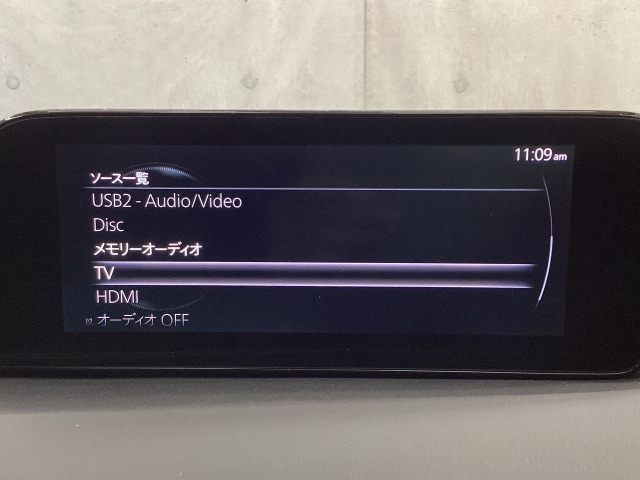 11:09am
ソース一覧
USB2 - Audio/Video
Disc
メモリーオーディオ
TV
HDMI
オーディオ OFF